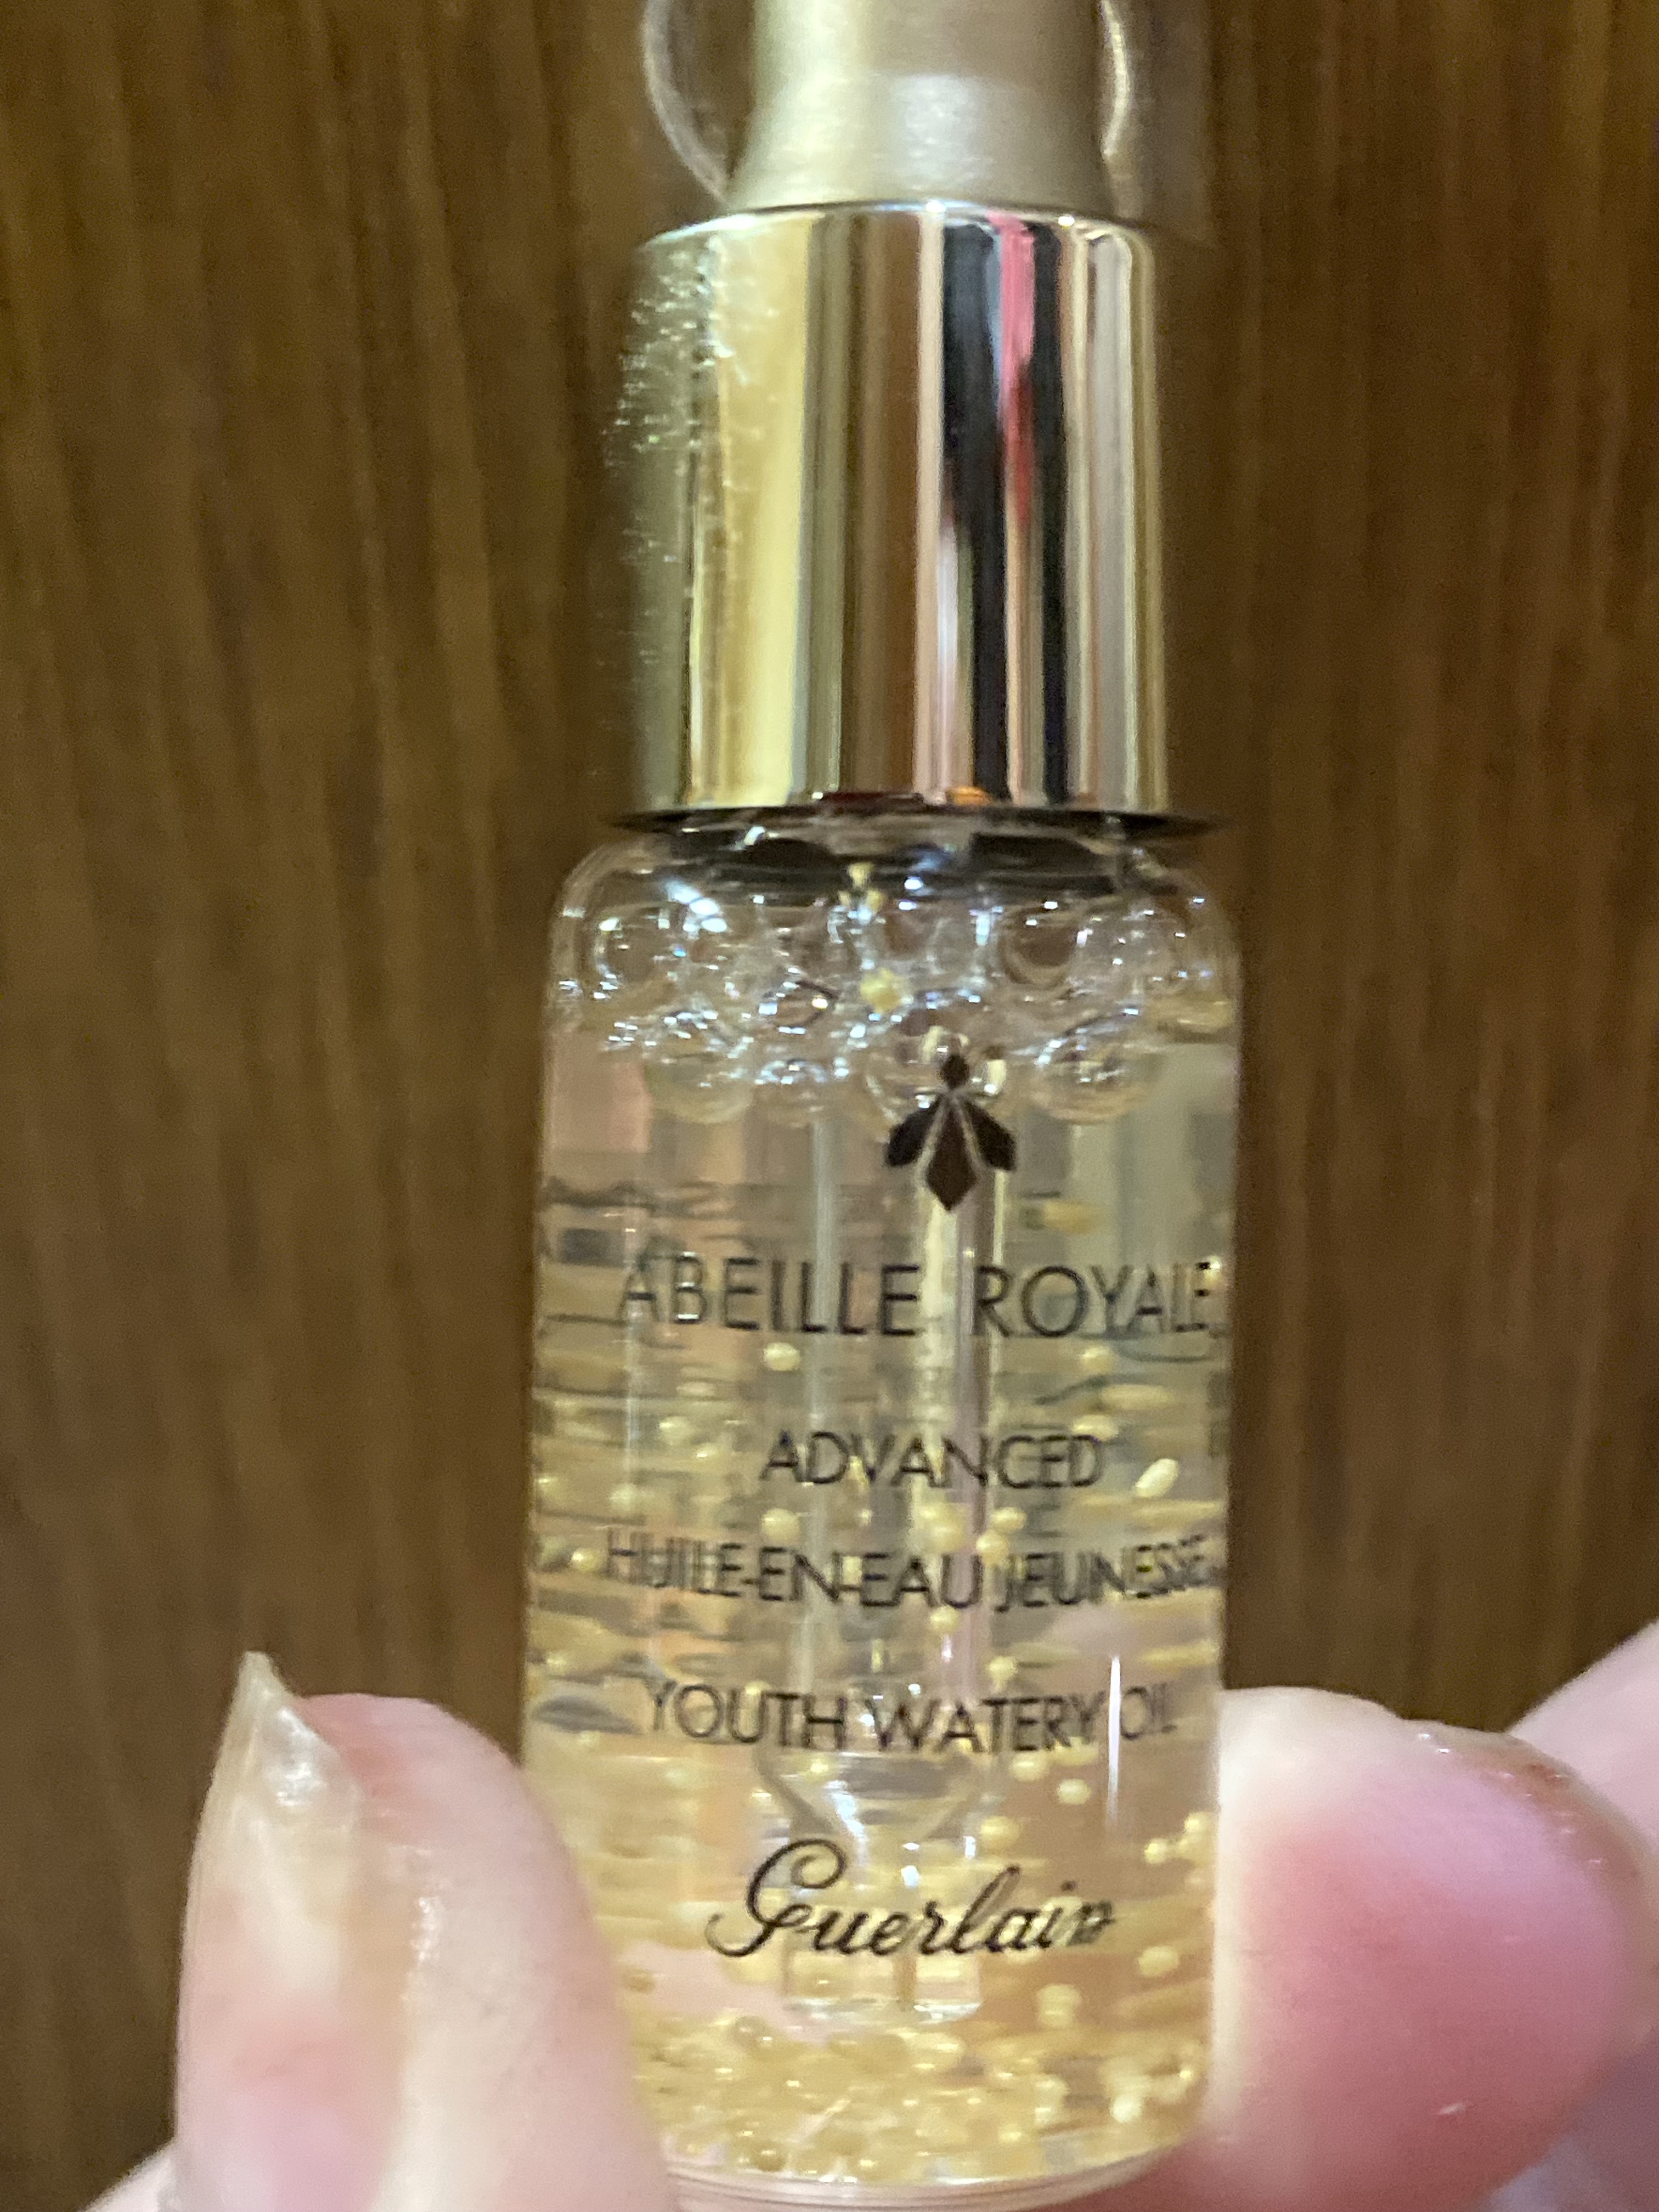 ABEILLE ROYALE
ADVANCED
HUILE-EN-EAU JEUNESSE
YOUTH WATERY OIL
Guerlain